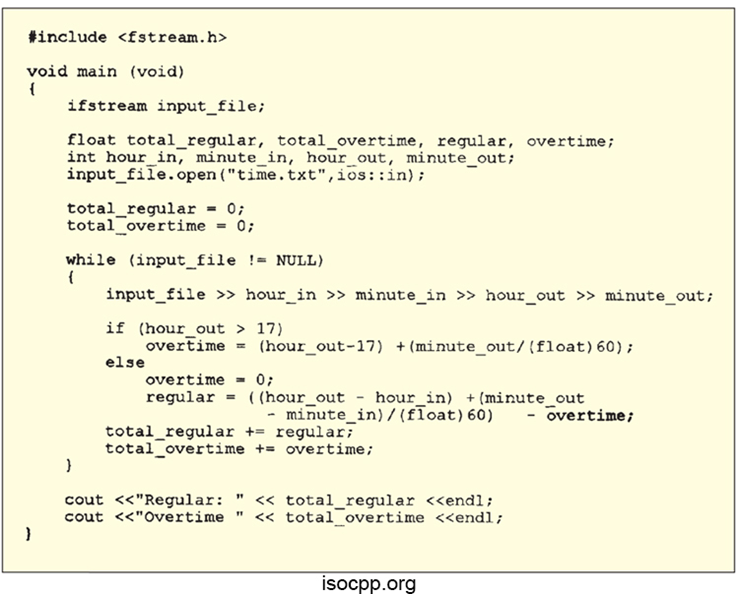 #include <fstream.h>
void main (void)
{
ifstream input_file;
float total_regular, total_overtime, regular, overtime;
int hour_in, minute_in, hour_out, minute_out;
input_file.open("time.txt",ios::in);
total_regular = 0;
total_overtime = 0;
while (input_file != NULL)
{
input_file >> hour_in >> minute_in >> hour_out >> minute_out;
if (hour_out > 17)
overtime = (hour_out-17) +(minute_out/(float)60);
else
overtime = 0;
regular = ((hour_out - hour_in) +(minute_out
- minute_in)/(float)60) - overtime;
total_regular += regular;
total_overtime += overtime;
}
cout <<"Regular: " << total_regular <<endl;
cout <<"Overtime " << total_overtime <<endl;
}
isocpp.org